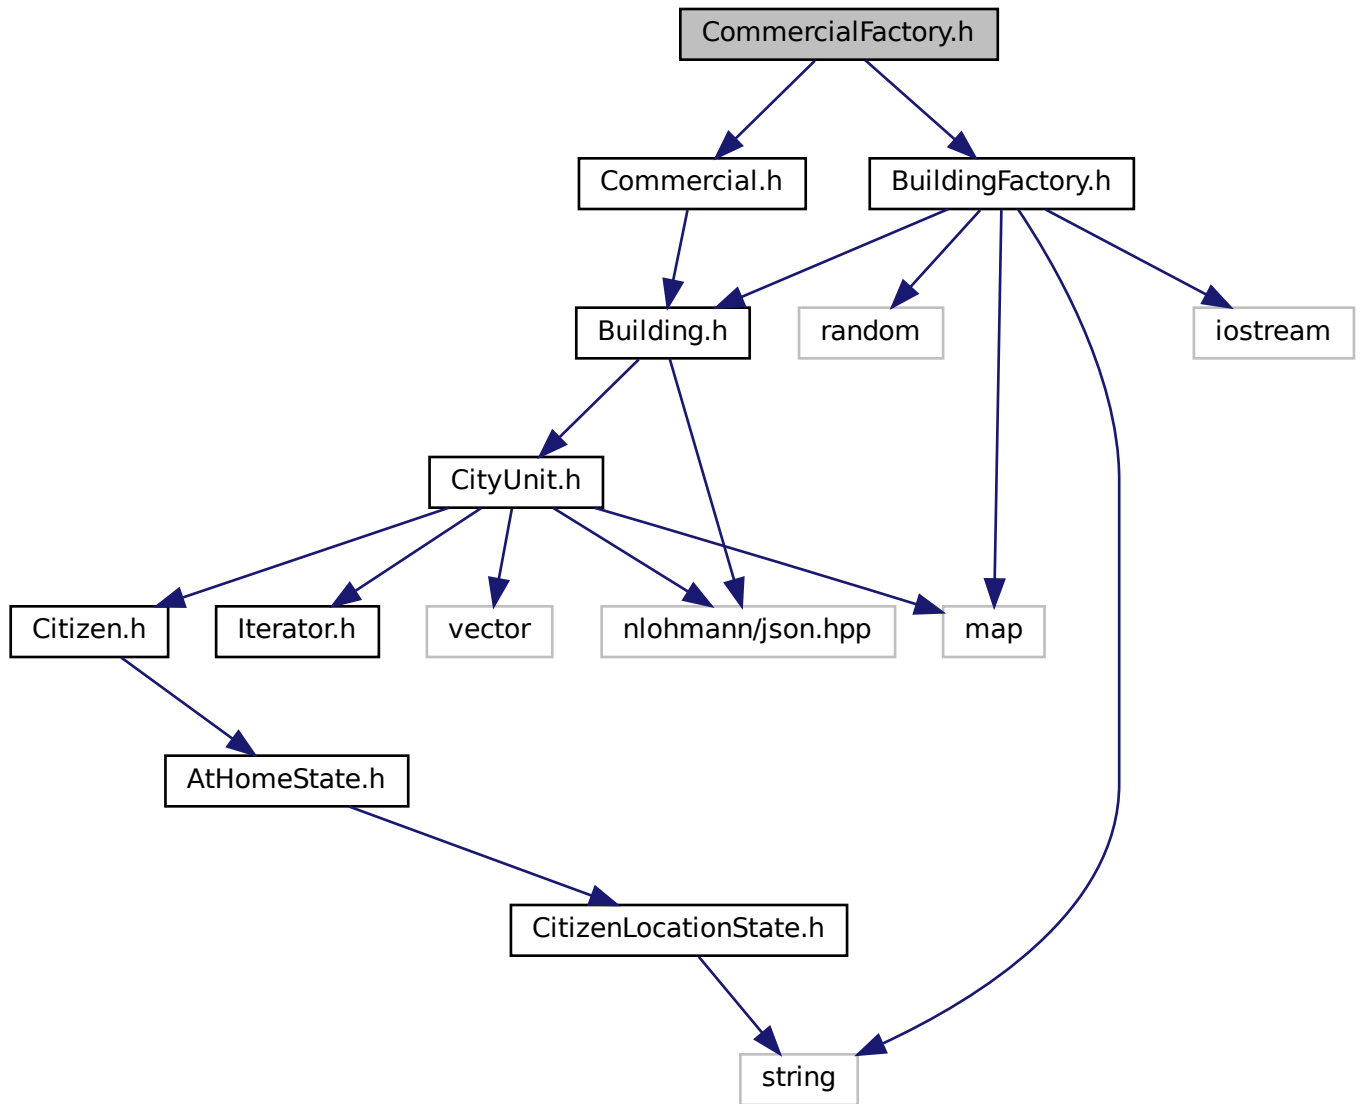 CommercialFactory.h
Commercial.h
BuildingFactory.h
Building.h
random
iostream
CityUnit.h
Citizen.h
Iterator.h
vector
nlohmann/json.hpp
map
AtHomeState.h
CitizenLocationState.h
string